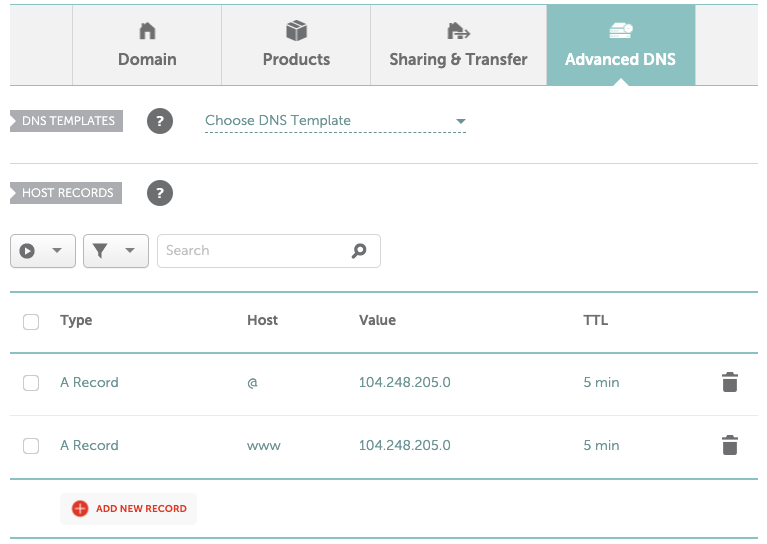 Domain
Products
Sharing & Transfer
Advanced DNS
DNS TEMPLATES ? Choose DNS Template
HOST RECORDS ?
Search
Type Host Value TTL
A Record @ 104.248.205.0 5 min
A Record www 104.248.205.0 5 min
ADD NEW RECORD